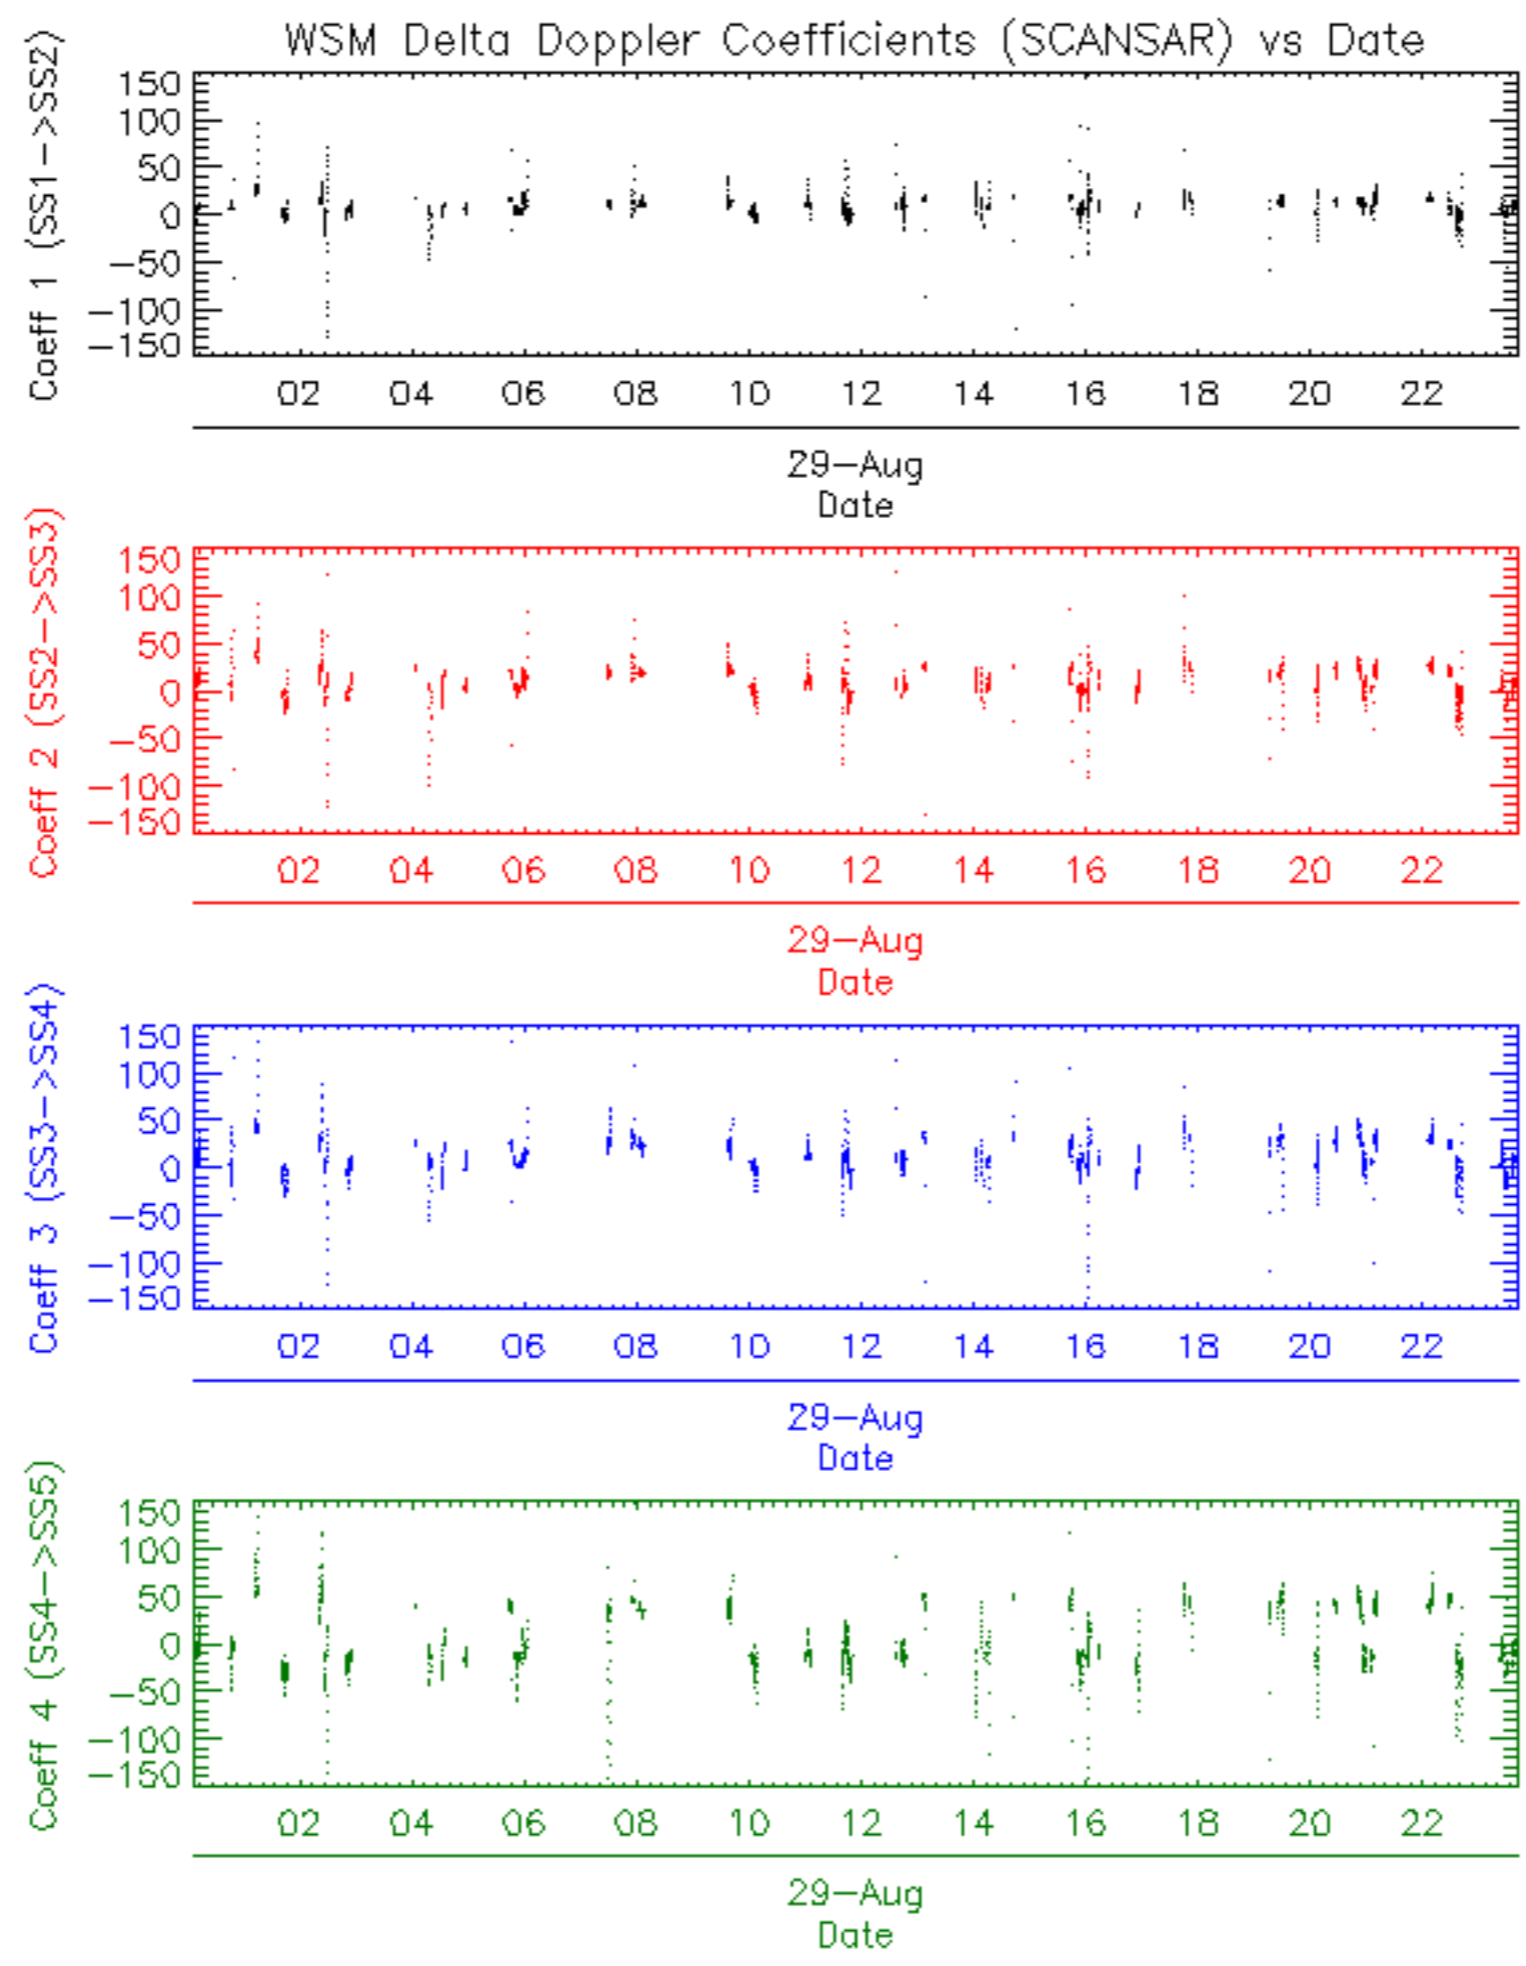 WSM Delta Doppler Coefficients (SCANSAR) vs Date
Coeff 1 (SS1->SS2)
150
100
50
0
-50
-100
-150
02 04 06 08 10 12 14 16 18 20 22
29-Aug
Date
Coeff 2 (SS2->SS3)
150
100
50
0
-50
-100
-150
02 04 06 08 10 12 14 16 18 20 22
29-Aug
Date
Coeff 3 (SS3->SS4)
150
100
50
0
-50
-100
-150
02 04 06 08 10 12 14 16 18 20 22
29-Aug
Date
Coeff 4 (SS4->SS5)
150
100
50
0
-50
-100
-150
02 04 06 08 10 12 14 16 18 20 22
29-Aug
Date